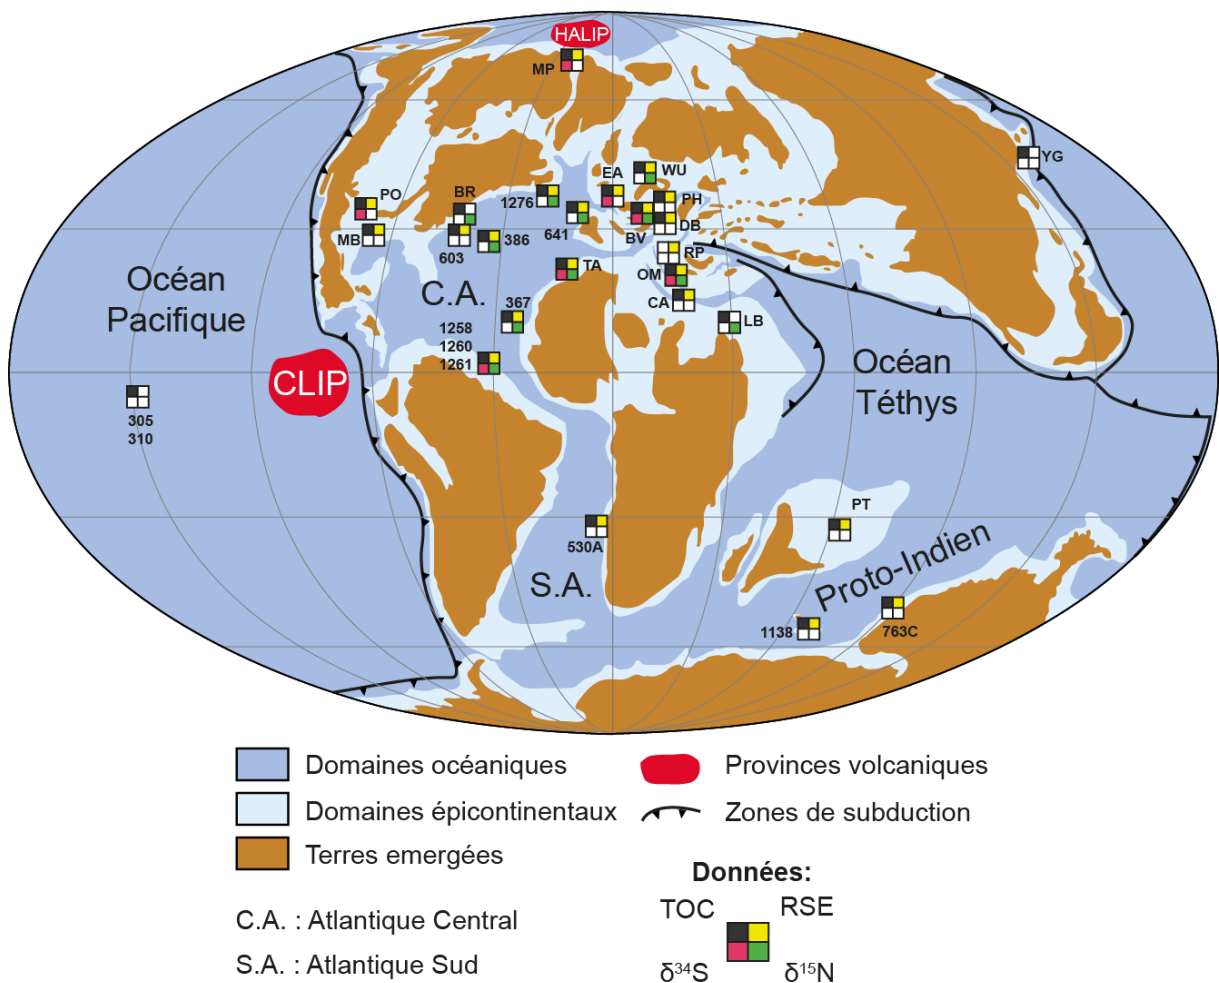 HALIP
MP
YG
EA
WU
PO
BR
1276
PH
641
BV
DB
MB
603
386
RP
TA
OM
C.A.
367
CA
LB
Océan
Pacifique
1258
1260
1261
CLIP
Océan
Téthys
305
310
PT
530A
S.A.
Proto-Indien
1138
763C
Domaines océaniques
Provinces volcaniques
Domaines épicontinentaux
Zones de subduction
Terres emergées
Données:
TOC
RSE
C.A. : Atlantique Central
S.A. : Atlantique Sud
δ³⁴S
δ¹⁵N